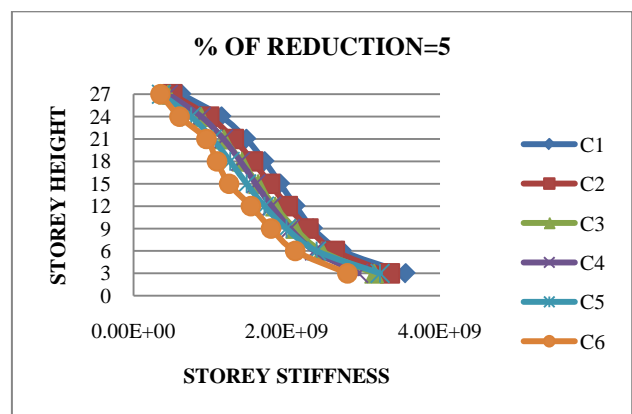 % OF REDUCTION=5
STOREY HEIGHT
27
24
21
18
15
12
9
6
3
0
0.00E+00 2.00E+09 4.00E+09
STOREY STIFFNESS
C1
C2
C3
C4
C5
C6